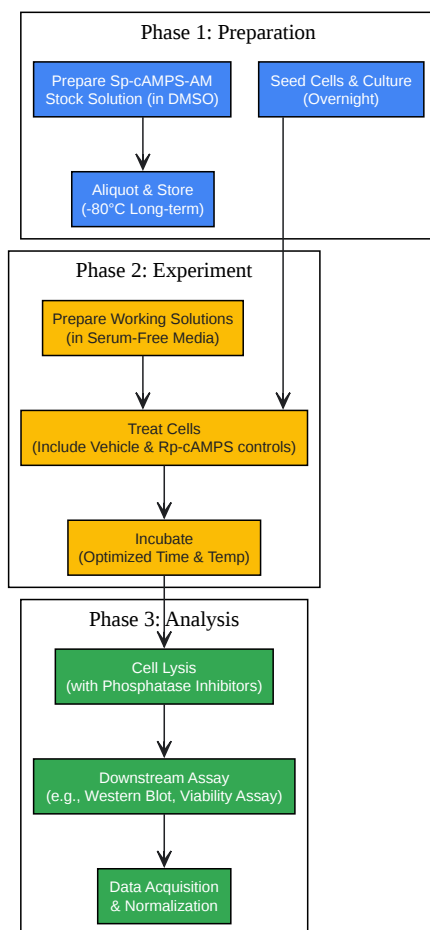 Phase 1: Preparation
Prepare Sp-cAMPS-AM
Stock Solution (in DMSO)
Seed Cells & Culture
(Overnight)
Aliquot & Store
(-80°C Long-term)
Phase 2: Experiment
Prepare Working Solutions
(in Serum-Free Media)
Treat Cells
(Include Vehicle & Rp-cAMPS controls)
Incubate
(Optimized Time & Temp)
Phase 3: Analysis
Cell Lysis
(with Phosphatase Inhibitors)
Downstream Assay
(e.g., Western Blot, Viability Assay)
Data Acquisition
& Normalization